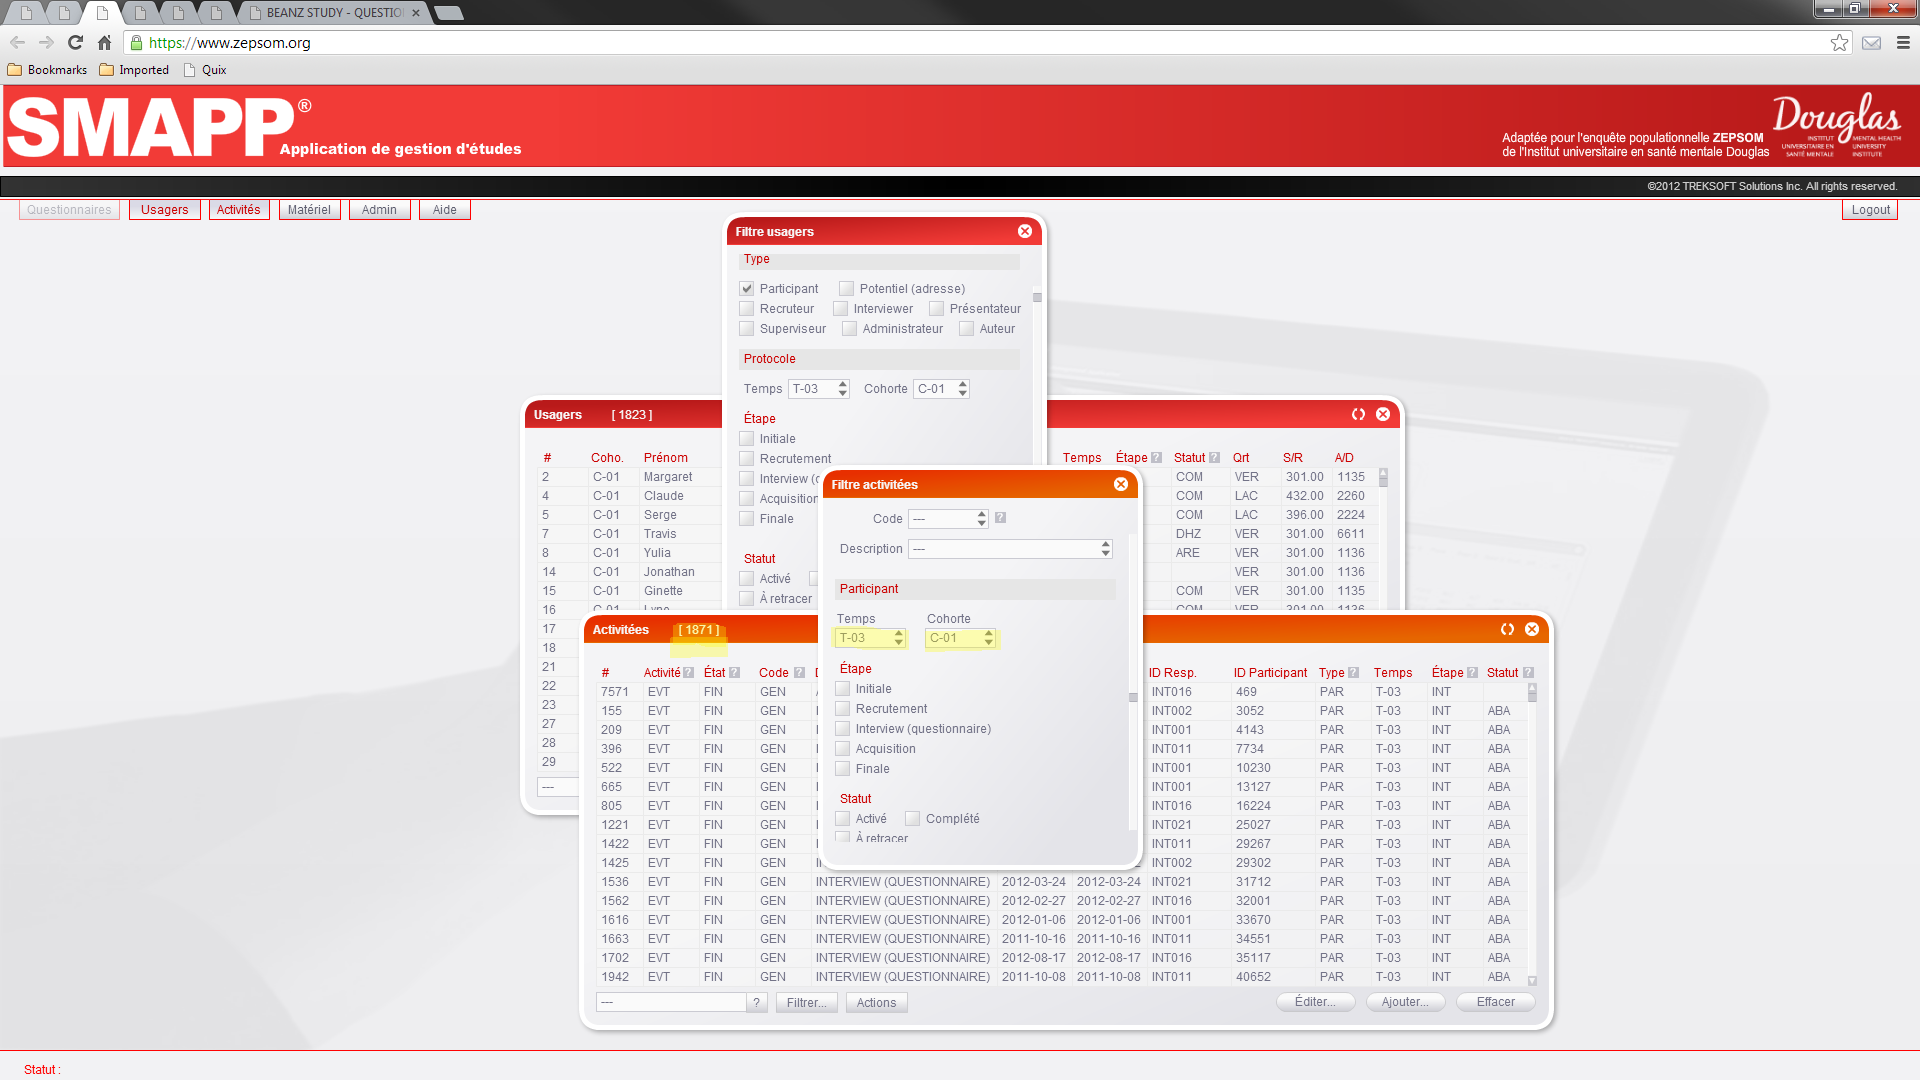 BEANZ STUDY - QUESTIO
https://www.zepsom.org
Bookmarks Imported Quix
SMAPP®
Application de gestion d'études
Adaptée pour l'enquête populationnelle ZEPSOM
de l'Institut universitaire en santé mentale Douglas
Douglas
INSTITUT UNIVERSITAIRE EN SANTÉ MENTALE
MENTAL HEALTH UNIVERSITY INSTITUTE
©2012 TREKSOFT Solutions Inc. All rights reserved.
Questionnaires Usagers Activités Matériel Admin Aide Logout
Filtre usagers
Type
Participant Potentiel (adresse)
Recruteur Interviewer Présentateur
Superviseur Administrateur Auteur
Protocole
Temps T-03 Cohorte C-01
Étape
Initiale
Recrutement
Interview (
Acquisition
Finale
Statut
Activé
À retracer
Usagers [ 1823 ]
# Coho. Prénom Temps Étape ? Statut ? Qrt S/R A/D
2 C-01 Margaret COM VER 301.00 1135
4 C-01 Claude COM LAC 432.00 2260
5 C-01 Serge COM LAC 396.00 2224
7 C-01 Travis DHZ VER 301.00 6611
8 C-01 Yulia ARE VER 301.00 1136
14 C-01 Jonathan VER 301.00 1136
15 C-01 Ginette COM VER 301.00 1135
16 C-01 Lyne COM VER 301.00 1136
17
18
21
22
23
27
28
29
---
Filtre activitées
Code --- ?
Description ---
Participant
Temps Cohorte
T-03 C-01
Étape
Initiale
Recrutement
Interview (questionnaire)
Acquisition
Finale
Statut
Activé Complété
À retracer
Activitées [ 1871 ]
# Activité ? État ? Code ? ID Resp. ID Participant Type ? Temps Étape ? Statut ?
7571 EVT FIN GEN INT016 469 PAR T-03 INT
155 EVT FIN GEN INT002 3052 PAR T-03 INT ABA
209 EVT FIN GEN INT001 4143 PAR T-03 INT ABA
396 EVT FIN GEN INT011 7734 PAR T-03 INT ABA
522 EVT FIN GEN INT001 10230 PAR T-03 INT ABA
665 EVT FIN GEN INT001 13127 PAR T-03 INT ABA
805 EVT FIN GEN INT016 16224 PAR T-03 INT ABA
1221 EVT FIN GEN INT021 25027 PAR T-03 INT ABA
1422 EVT FIN GEN INT011 29267 PAR T-03 INT ABA
1425 EVT FIN GEN INT002 29302 PAR T-03 INT ABA
1536 EVT FIN GEN INTERVIEW (QUESTIONNAIRE) 2012-03-24 2012-03-24 INT021 31712 PAR T-03 INT ABA
1562 EVT FIN GEN INTERVIEW (QUESTIONNAIRE) 2012-02-27 2012-02-27 INT016 32001 PAR T-03 INT ABA
1616 EVT FIN GEN INTERVIEW (QUESTIONNAIRE) 2012-01-06 2012-01-06 INT001 33670 PAR T-03 INT ABA
1663 EVT FIN GEN INTERVIEW (QUESTIONNAIRE) 2011-10-16 2011-10-16 INT011 34551 PAR T-03 INT ABA
1702 EVT FIN GEN INTERVIEW (QUESTIONNAIRE) 2012-08-17 2012-08-17 INT016 35117 PAR T-03 INT ABA
1942 EVT FIN GEN INTERVIEW (QUESTIONNAIRE) 2011-10-08 2011-10-08 INT011 40652 PAR T-03 INT ABA
--- ? Filtrer... Actions Éditer... Ajouter... Effacer
Statut :